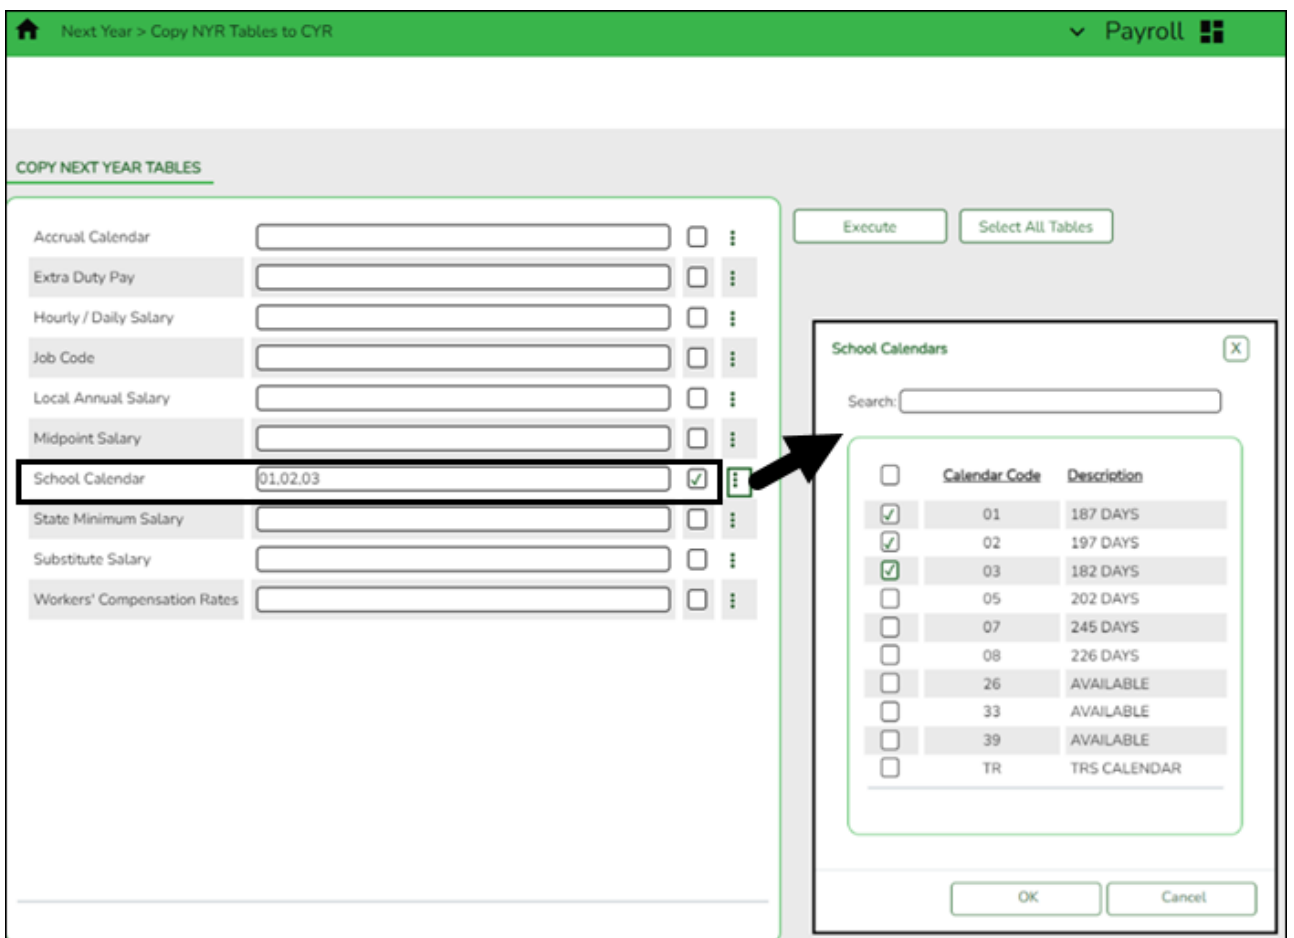 Next Year > Copy NYR Tables to CYR
Payroll
COPY NEXT YEAR TABLES
Accrual Calendar
Extra Duty Pay
Hourly / Daily Salary
Job Code
Local Annual Salary
Midpoint Salary
School Calendar 01,02,03
State Minimum Salary
Substitute Salary
Workers' Compensation Rates
Execute Select All Tables
School Calendars X
Search:
Calendar Code Description
01 187 DAYS
02 197 DAYS
03 182 DAYS
05 202 DAYS
07 245 DAYS
08 226 DAYS
26 AVAILABLE
33 AVAILABLE
39 AVAILABLE
TR TRS CALENDAR
OK Cancel